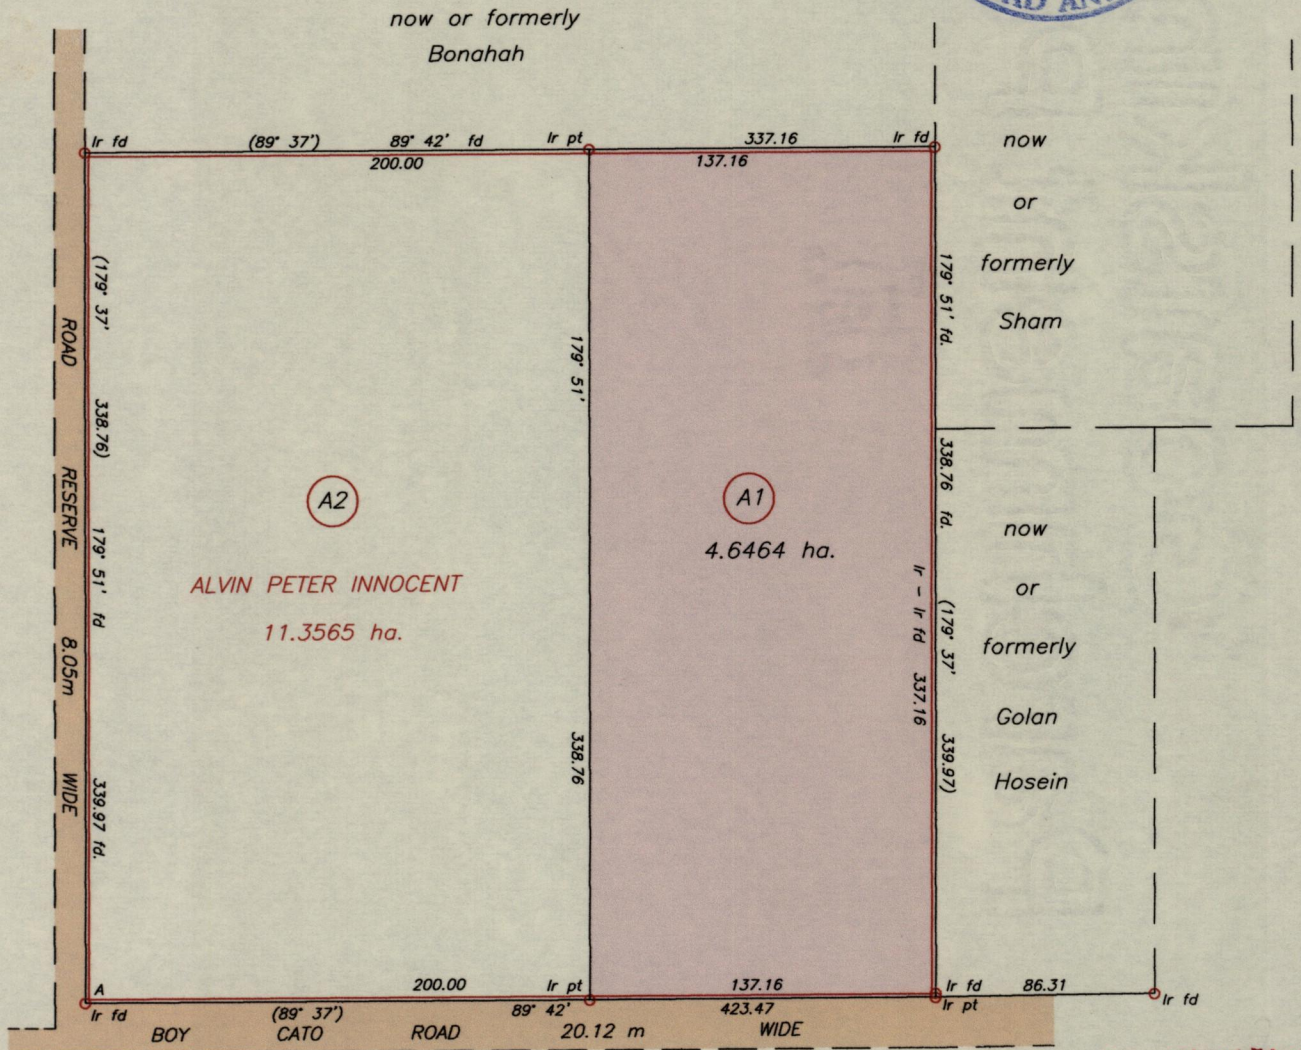 now or formerly
Bonahah
AD AN
Ir fd (89° 37') 89° 42' fd Ir pt 337.16 Ir fd
200.00 137.16
(179° 37' 338.76) 179° 51' fd 339.97 fd.
ROAD RESERVE 8.05m WIDE
179° 51' 338.76
179° 51' fd. 338.76 fd. (179° 37' 339.97)
Ir - Ir fd 337.16
now
or
formerly
Sham
A2
ALVIN PETER INNOCENT
11.3565 ha.
A1
4.6464 ha.
now
or
formerly
Golan
Hosein
A 200.00 Ir pt 137.16 Ir fd 86.31
Ir fd (89° 37') 89° 42' 423.47 Ir pt Ir fd
BOY CATO ROAD 20.12 m WIDE